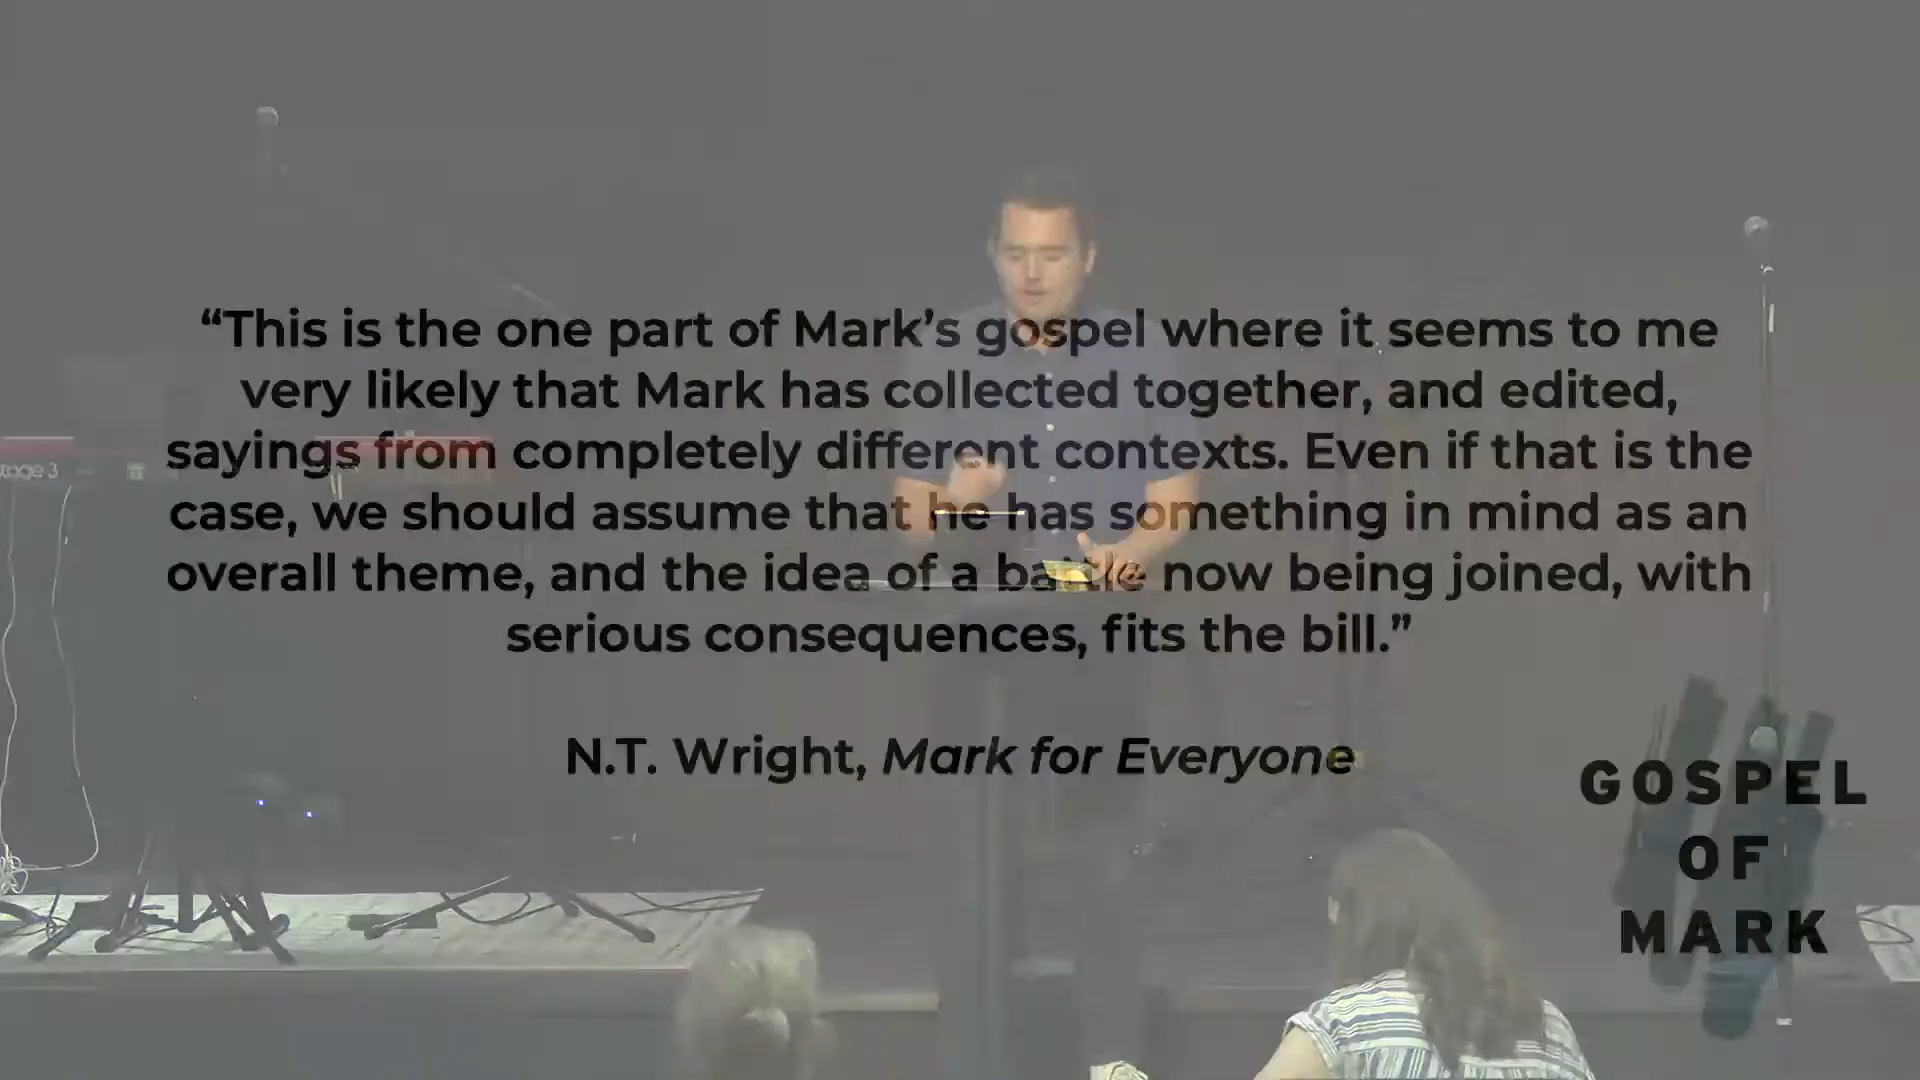 “This is the one part of Mark’s gospel where it seems to me
very likely that Mark has collected together, and edited,
sayings from completely different contexts. Even if that is the
case, we should assume that he has something in mind as an
overall theme, and the idea of a battle now being joined, with
serious consequences, fits the bill.”
N.T. Wright, Mark for Everyone
GOSPEL
OF
MARK